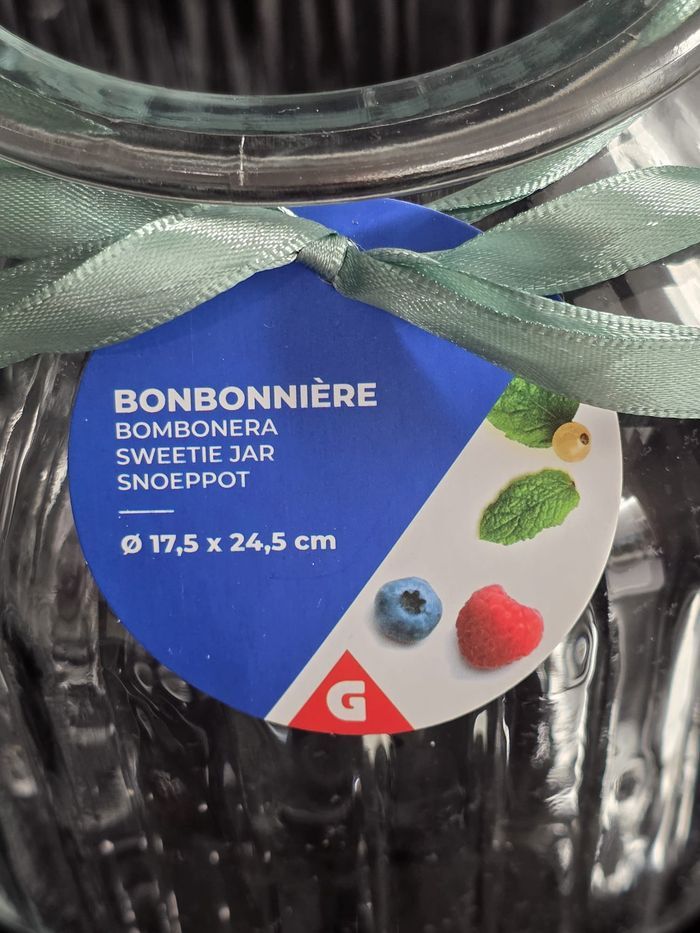 BONBONNIÈRE
BOMBONERA
SWEETIE JAR
SNOEPPOT
Ø 17,5 x 24,5 cm
G